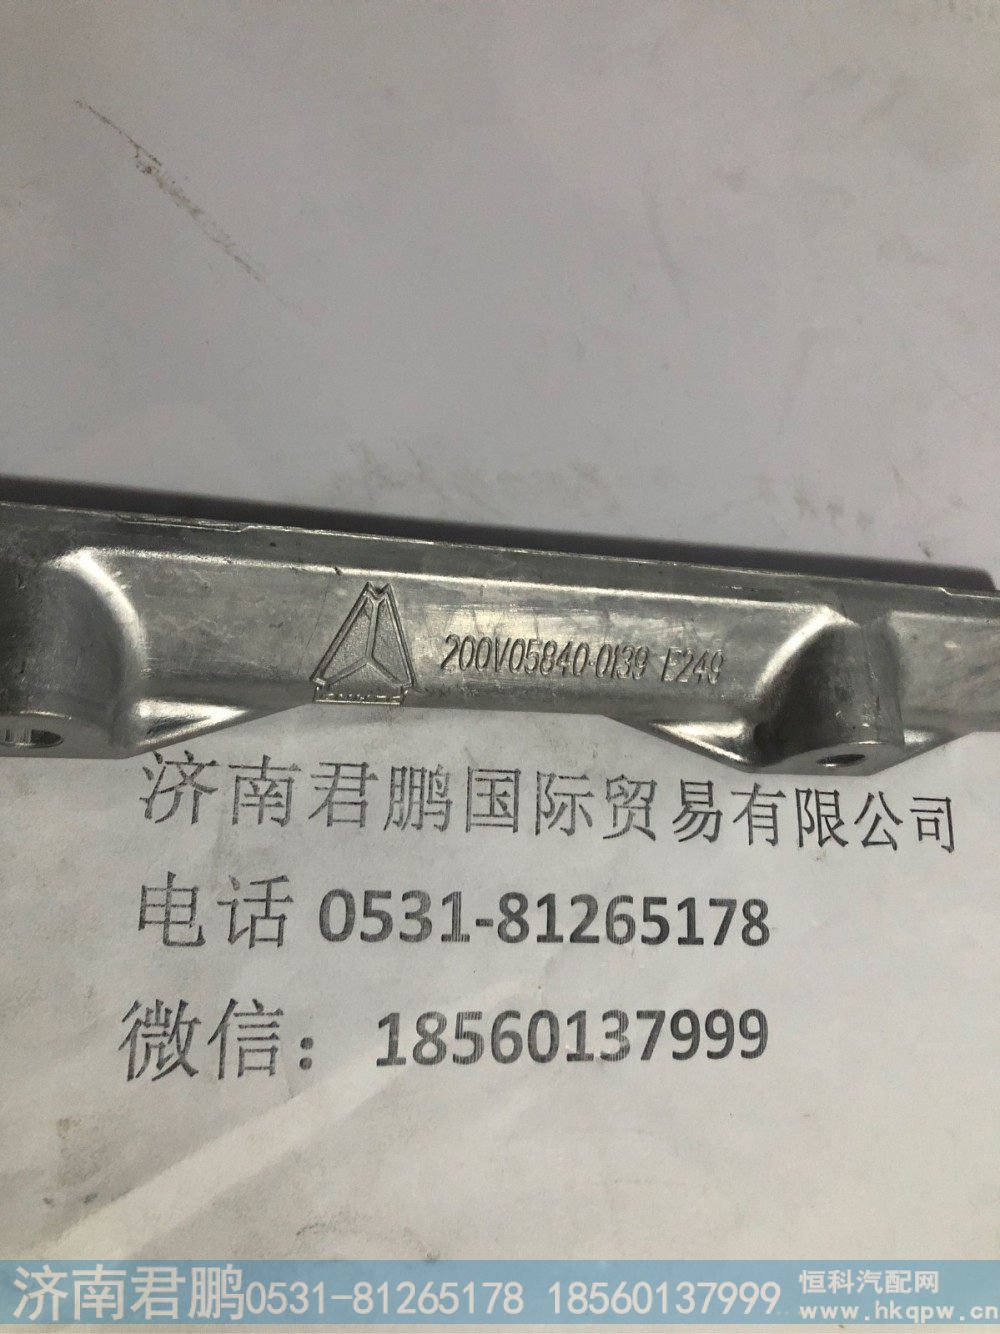 200V05840-0139 E249
济南君鹏国际贸易有限公司
电话 0531-81265178
微信： 18560137999
济南君鹏0531-81265178 18560137999
恒科汽配网
www.hkqpw.cn